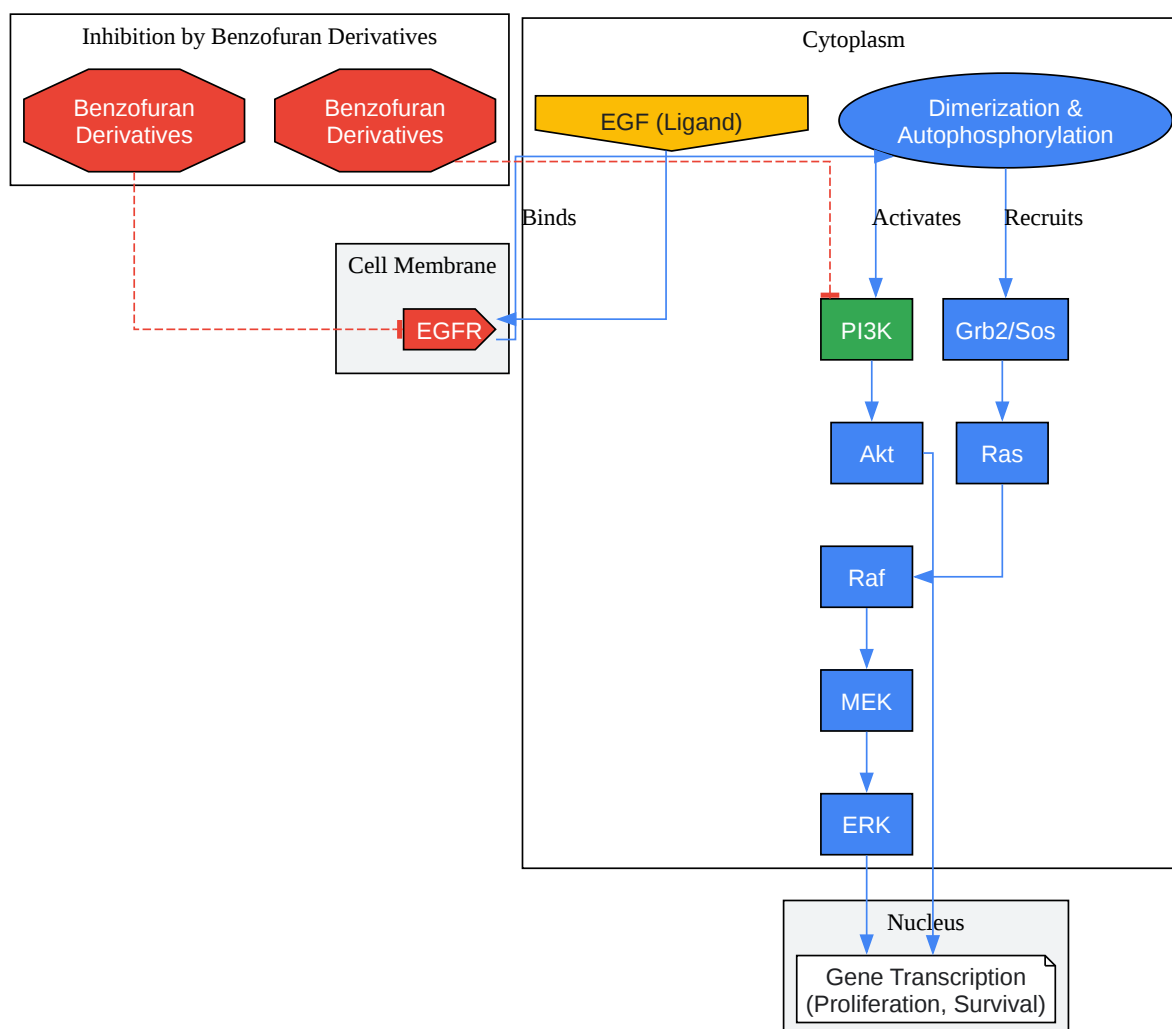 Inhibition by Benzofuran Derivatives
Cytoplasm
Benzofuran
Derivatives
Benzofuran
Derivatives
EGF (Ligand)
Dimerization &
Autophosphorylation
Binds
Activates
Recruits
Cell Membrane
EGFR
PI3K
Grb2/Sos
Akt
Ras
Raf
MEK
ERK
Nucleus
Gene Transcription
(Proliferation, Survival)